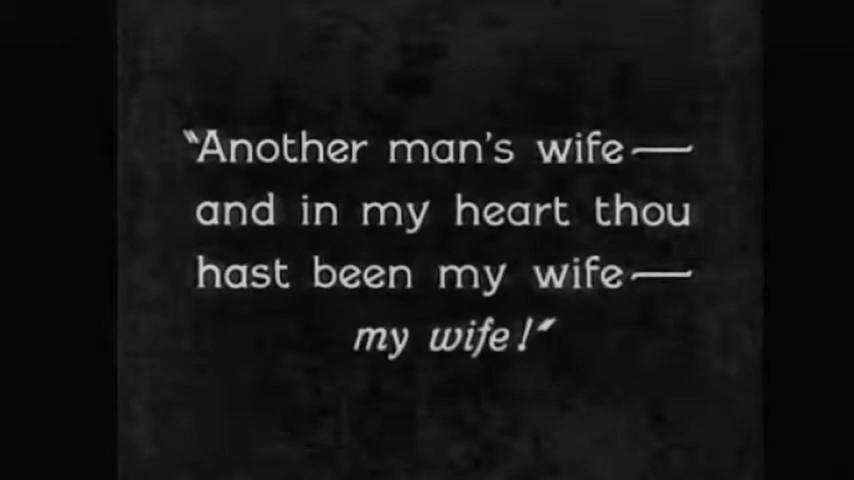 "Another man's wife—
and in my heart thou
hast been my wife—
my wife!"